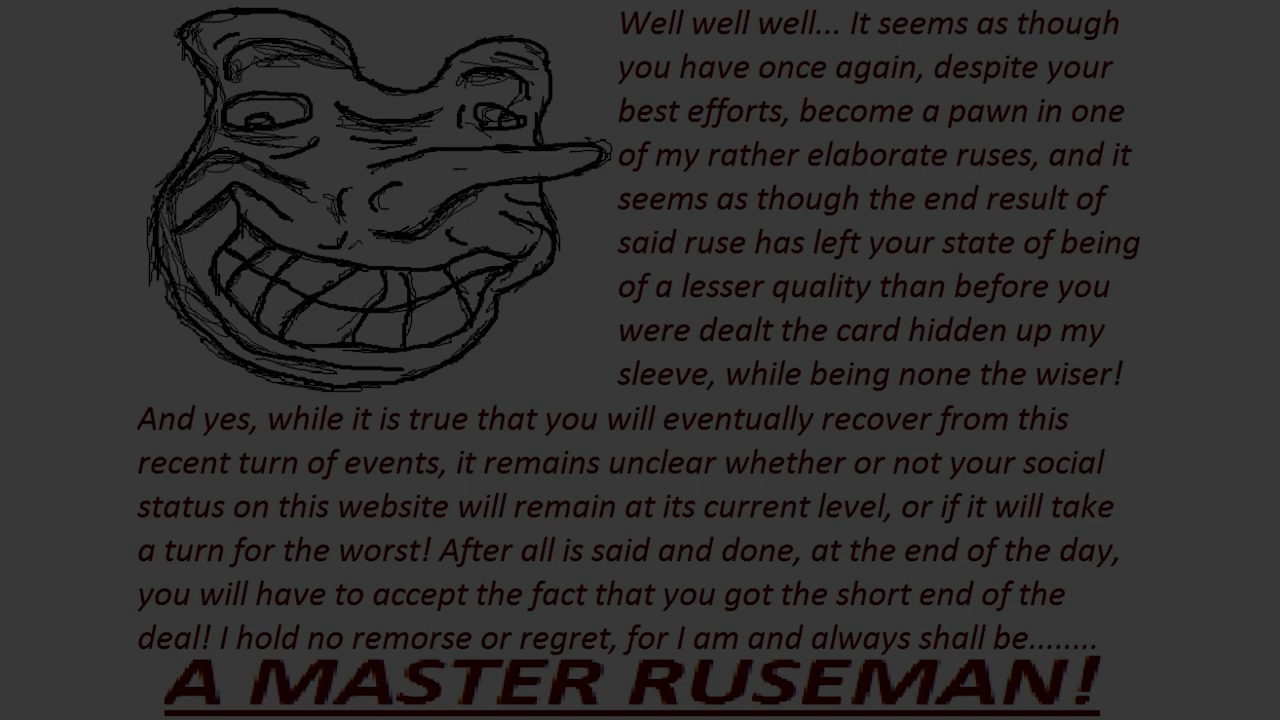 Well well well... It seems as though
you have once again, despite your
best efforts, become a pawn in one
of my rather elaborate ruses, and it
seems as though the end result of
said ruse has left your state of being
of a lesser quality than before you
were dealt the card hidden up my
sleeve, while being none the wiser!
And yes, while it is true that you will eventually recover from this
recent turn of events, it remains unclear whether or not your social
status on this website will remain at its current level, or if it will take
a turn for the worst! After all is said and done, at the end of the day,
you will have to accept the fact that you got the short end of the
deal! I hold no remorse or regret, for I am and always shall be........
A MASTER RUSEMAN!